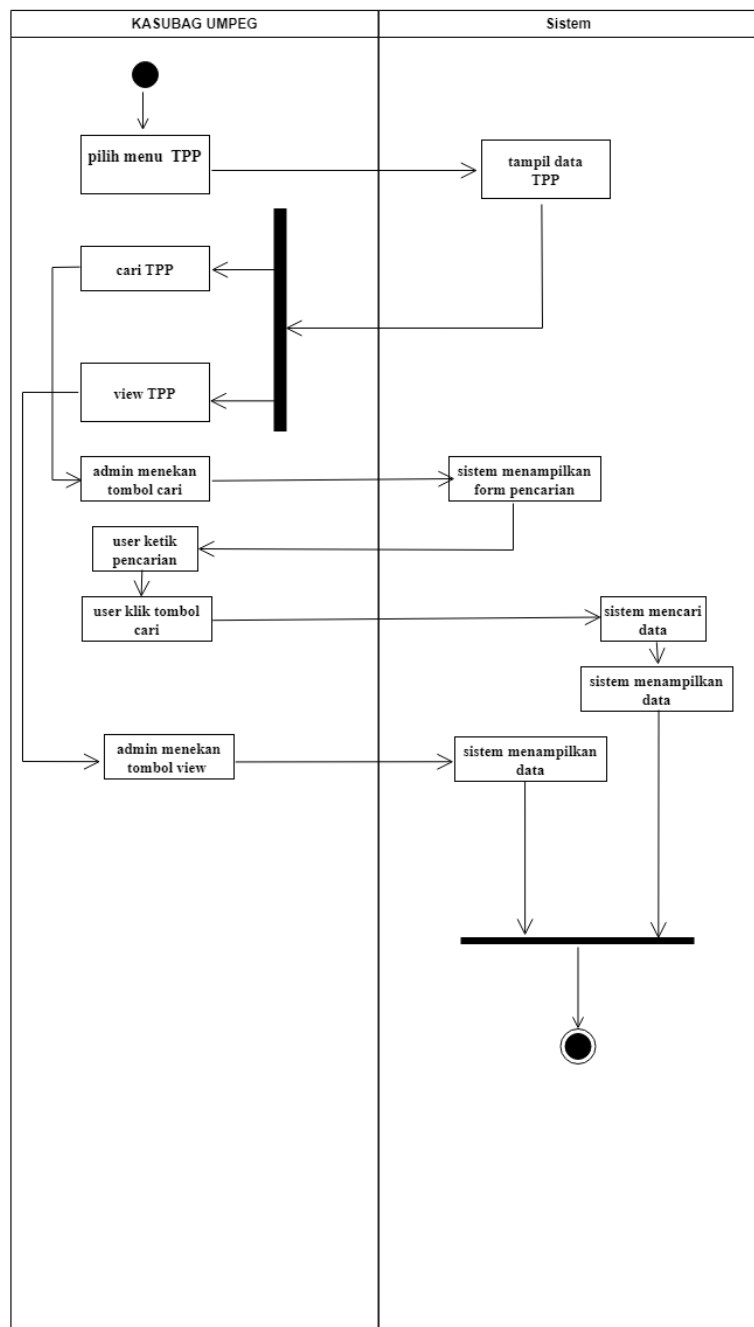 KASUBAG UMPEG
Sistem
pilih menu TPP
tampil data
TPP
cari TPP
view TPP
admin menekan
tombol cari
sistem menampilkan
form pencarian
user ketik
pencarian
user klik tombol
cari
sistem mencari
data
sistem menampilkan
data
admin menekan
tombol view
sistem menampilkan
data